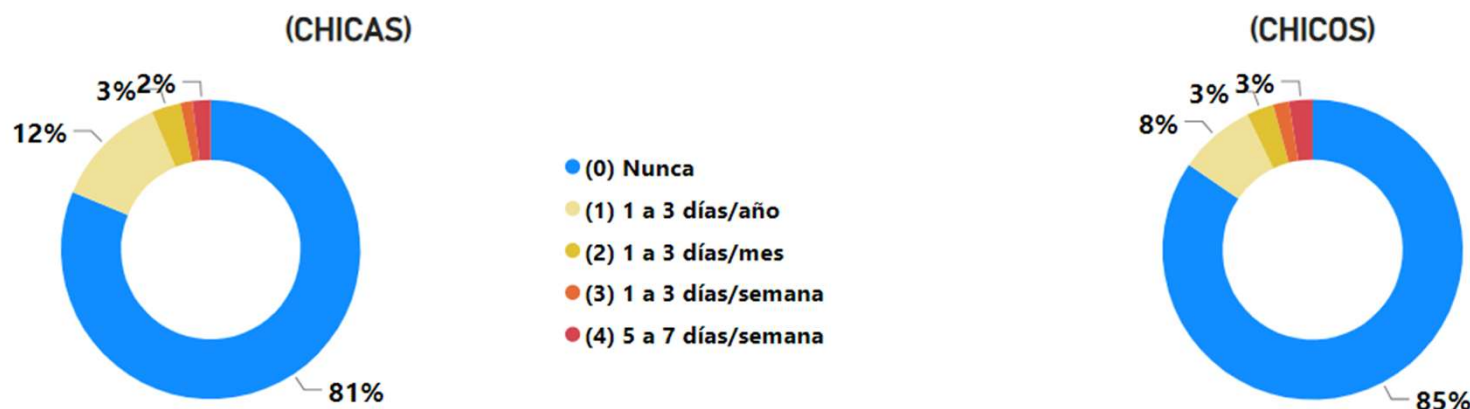 (CHICAS)
3%
2%
12%
81%
(0) Nunca
(1) 1 a 3 días/año
(2) 1 a 3 días/mes
(3) 1 a 3 días/semana
(4) 5 a 7 días/semana
(CHICOS)
3%
3%
8%
85%